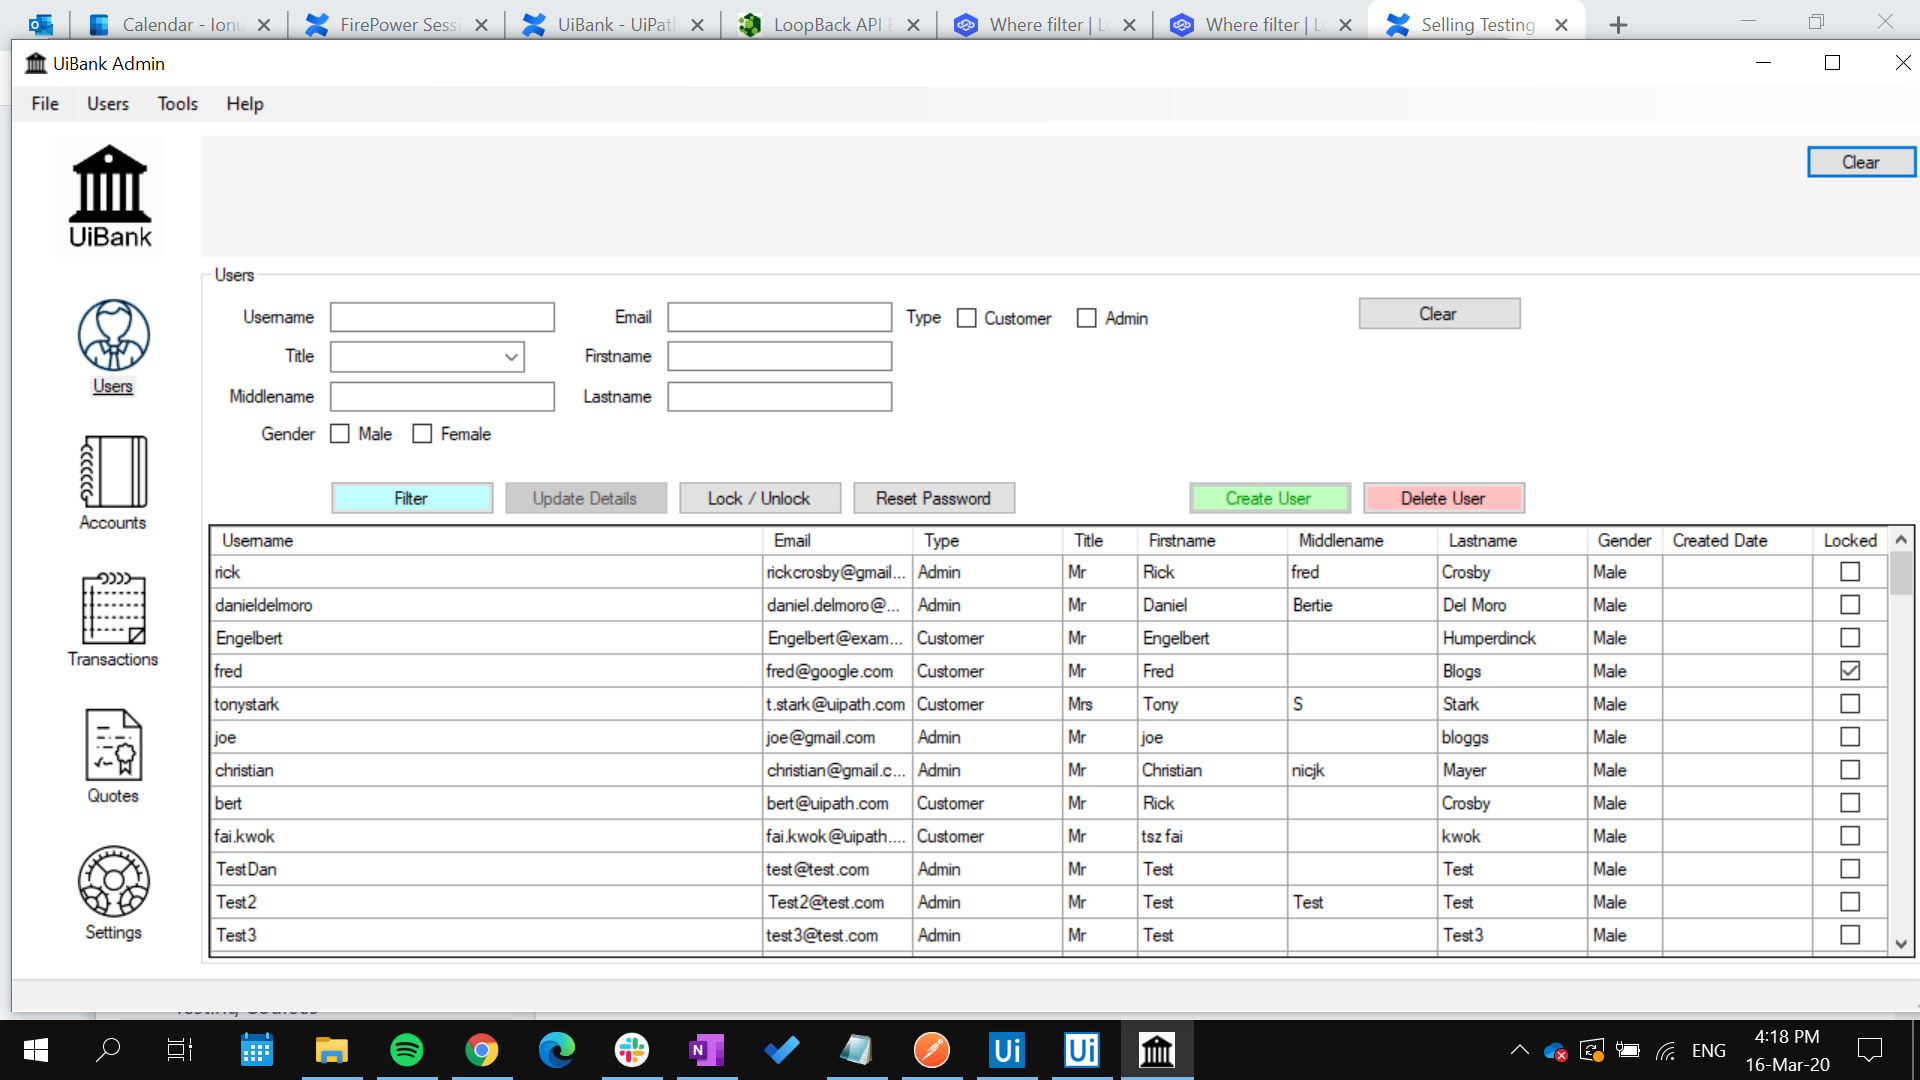 Calendar - Ionu
FirePower Sessi
UiBank - UiPath
LoopBack API E
Where filter | L
Where filter | L
Selling Testing
UiBank Admin
File Users Tools Help
UiBank
Clear
Users
Username Email Type Customer Admin Clear
Title Firstname
Middlename Lastname
Gender Male Female
Filter Update Details Lock / Unlock Reset Password Create User Delete User
Users
Accounts
Transactions
Quotes
Settings
Username Email Type Title Firstname Middlename Lastname Gender Created Date Locked
rick rickcrosby@gmail... Admin Mr Rick fred Crosby Male
danieldelmoro daniel.delmoro@... Admin Mr Daniel Bertie Del Moro Male
Engelbert Engelbert@exam... Customer Mr Engelbert Humperdinck Male
fred fred@google.com Customer Mr Fred Blogs Male
tonystark t.stark@uipath.com Customer Mrs Tony S Stark Male
joe joe@gmail.com Admin Mr joe bloggs Male
christian christian@gmail.c... Admin Mr Christian nicjk Mayer Male
bert bert@uipath.com Customer Mr Rick Crosby Male
fai.kwok fai.kwok@uipath.... Customer Mr tsz fai kwok Male
TestDan test@test.com Admin Mr Test Test Male
Test2 Test2@test.com Admin Mr Test Test Test Male
Test3 test3@test.com Admin Mr Test Test3 Male
Testing Courses
N
Ui
Ui
ENG
4:18 PM
16-Mar-20